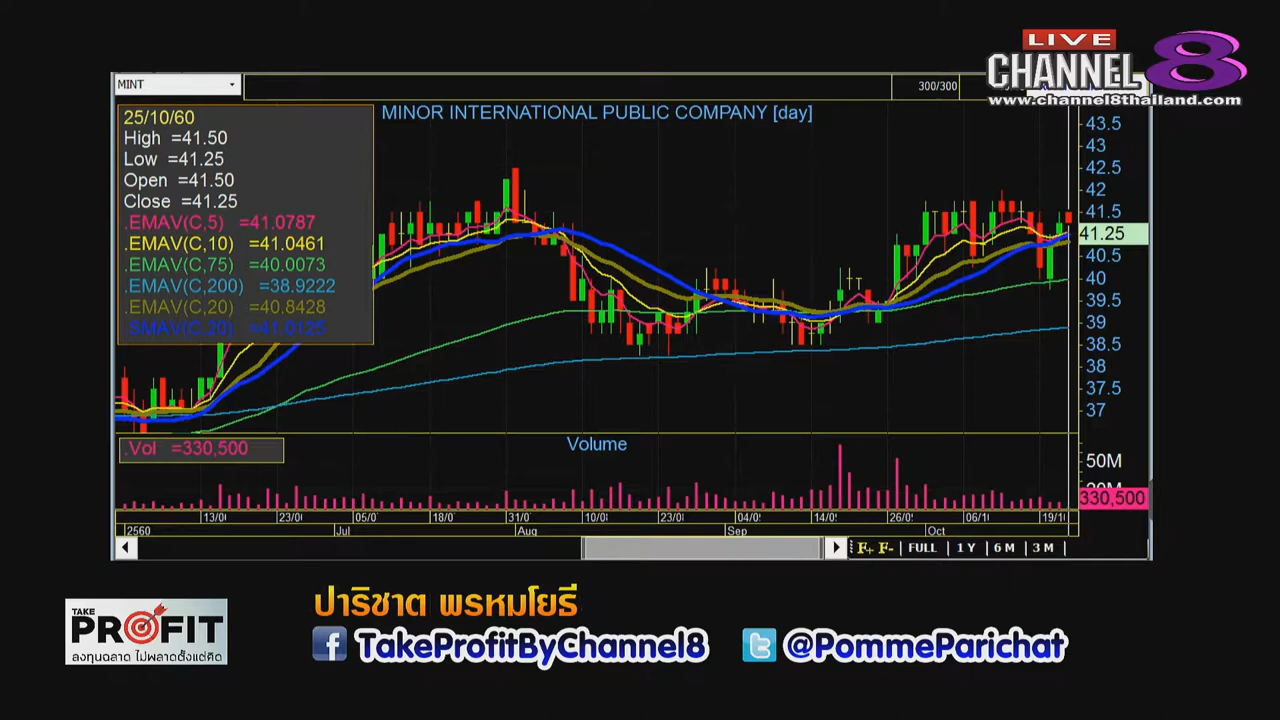 LIVE
CHANNEL 8
www.channel8thailand.com
MINT
300/300
MINOR INTERNATIONAL PUBLIC COMPANY [day]
25/10/60
High =41.50
Low =41.25
Open =41.50
Close =41.25
.EMAV(C,5) =41.0787
.EMAV(C,10) =41.0461
.EMAV(C,75) =40.0073
.EMAV(C,200) =38.9222
.EMAV(C,20) =40.8428
.SMAV(C,20) =41.0125
43.5
43
42.5
42
41.5
41.25
40.5
40
39.5
39
38.5
38
37.5
37
.Vol =330,500
Volume
50M
330,500
13/0 23/0 05/0 18/0 31/0 10/0 23/0 04/0 14/0 26/0 06/1 19/1
2560 Jul Aug Sep Oct
F+ F- FULL 1 Y 6 M 3 M
TAKE
PROFIT
ลงทุนฉลาด ไม่พลาดตั้งแต่คิด
ปาริชาต พรหมโยธี
f TakeProfitByChannel8
t @PommeParichat